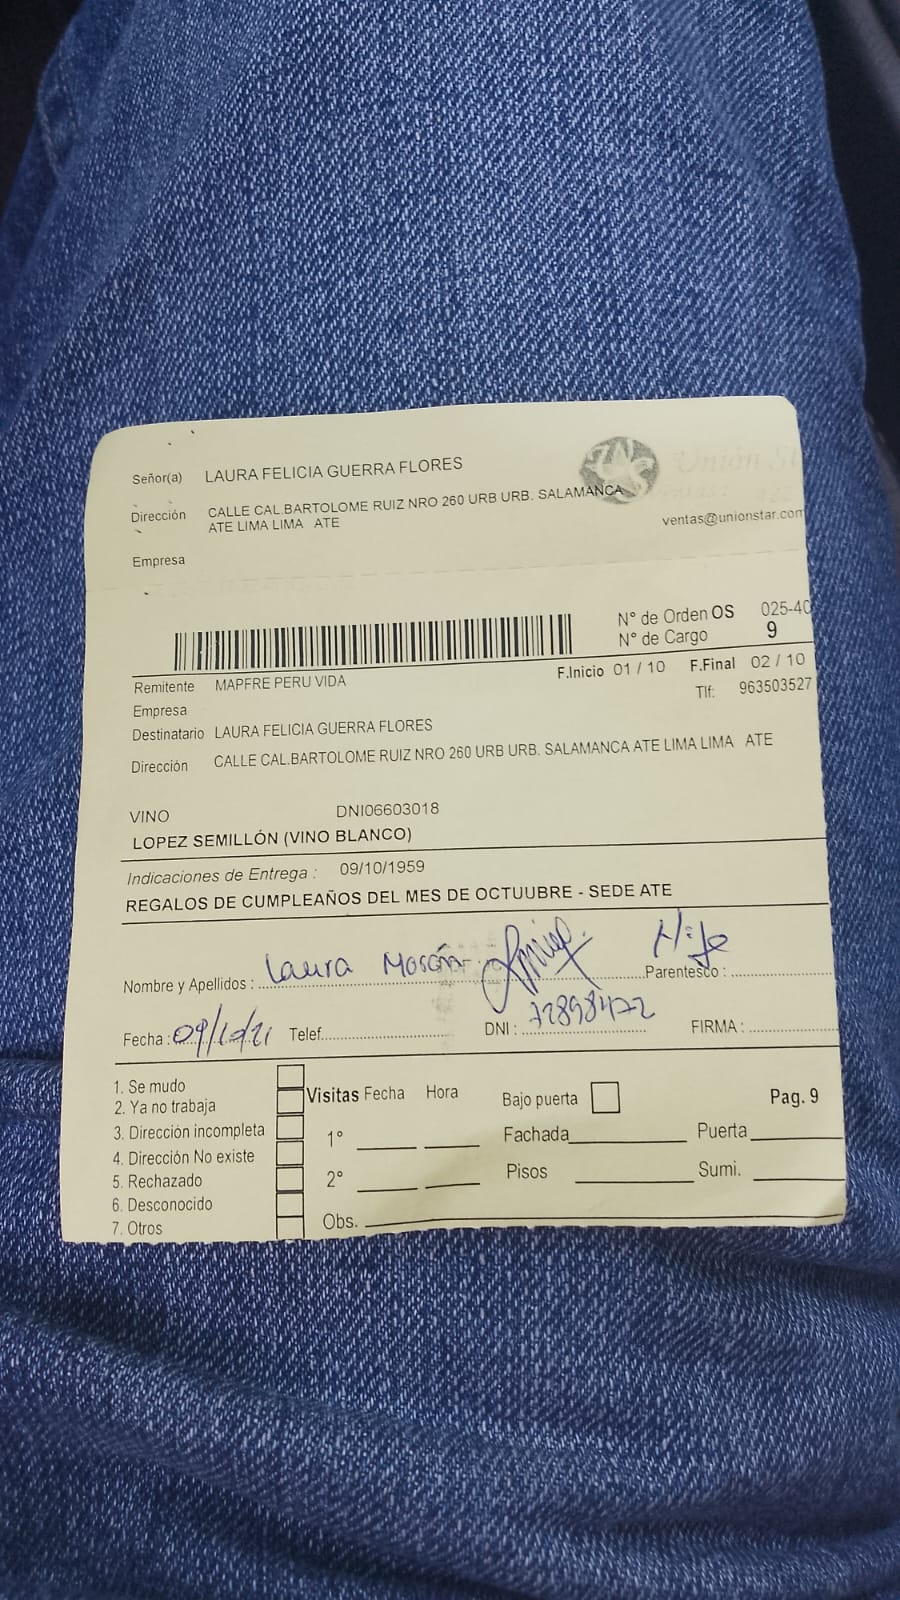 Señor(a) LAURA FELICIA GUERRA FLORES
Dirección CALLE CAL.BARTOLOME RUIZ NRO 260 URB URB. SALAMANCA
ATE LIMA LIMA ATE
ventas@unionstar.com
Empresa
N° de Orden OS 025-40
N° de Cargo 9
Remitente MAPFRE PERU VIDA F.Inicio 01 / 10 F.Final 02 / 10
Empresa Tlf: 963503527
Destinatario LAURA FELICIA GUERRA FLORES
Dirección CALLE CAL.BARTOLOME RUIZ NRO 260 URB URB. SALAMANCA ATE LIMA LIMA ATE
VINO DNI06603018
LOPEZ SEMILLÓN (VINO BLANCO)
Indicaciones de Entrega : 09/10/1959
REGALOS DE CUMPLEAÑOS DEL MES DE OCTUUBRE - SEDE ATE
Nombre y Apellidos : Laura Morán Parentesco : Hija
Fecha : 09/10/21 Telef. DNI : 72898472 FIRMA :
1. Se mudo
2. Ya no trabaja
3. Dirección incompleta
4. Dirección No existe
5. Rechazado
6. Desconocido
7. Otros
Visitas Fecha Hora Bajo puerta Pag. 9
1° Fachada Puerta
2° Pisos Sumi.
Obs.